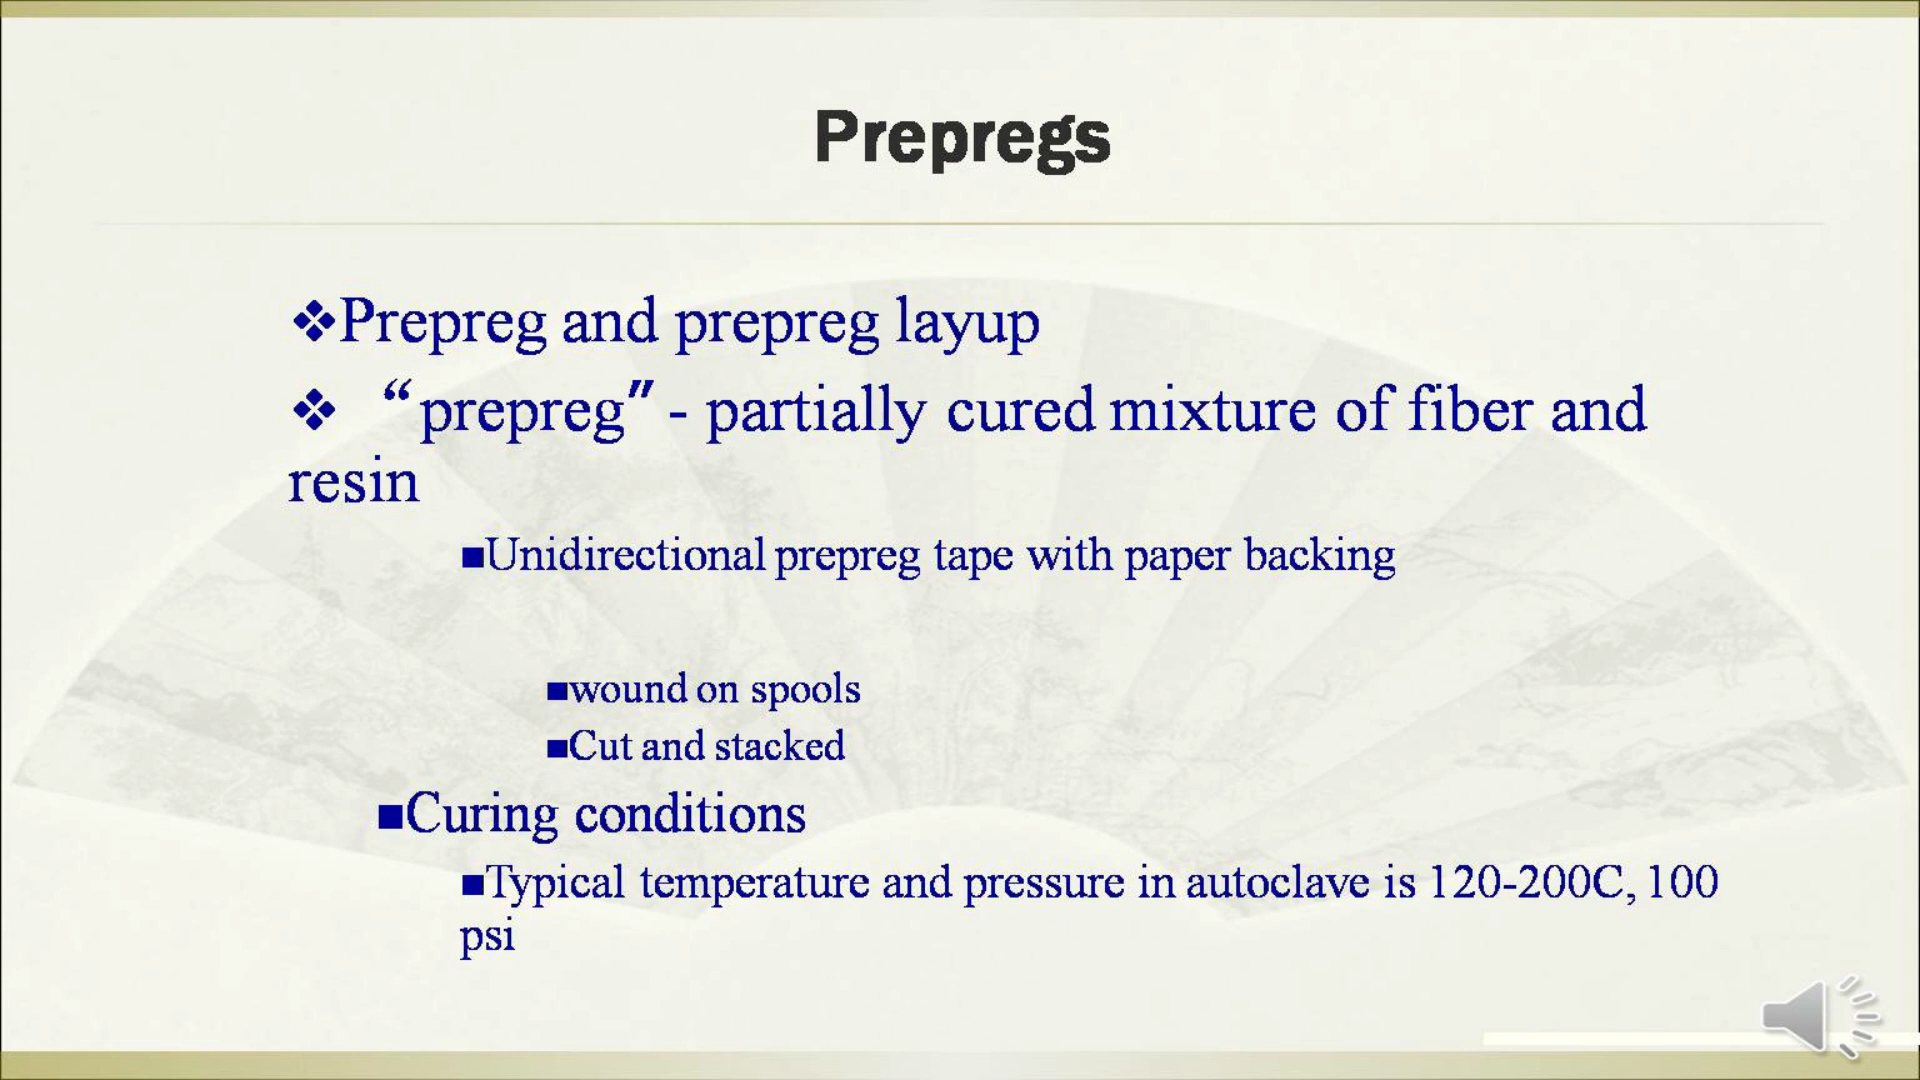 Prepregs
❖Prepreg and prepreg layup
❖ “prepreg”- partially cured mixture of fiber and
resin
■Unidirectional prepreg tape with paper backing
■wound on spools
■Cut and stacked
■Curing conditions
■Typical temperature and pressure in autoclave is 120-200C, 100
psi